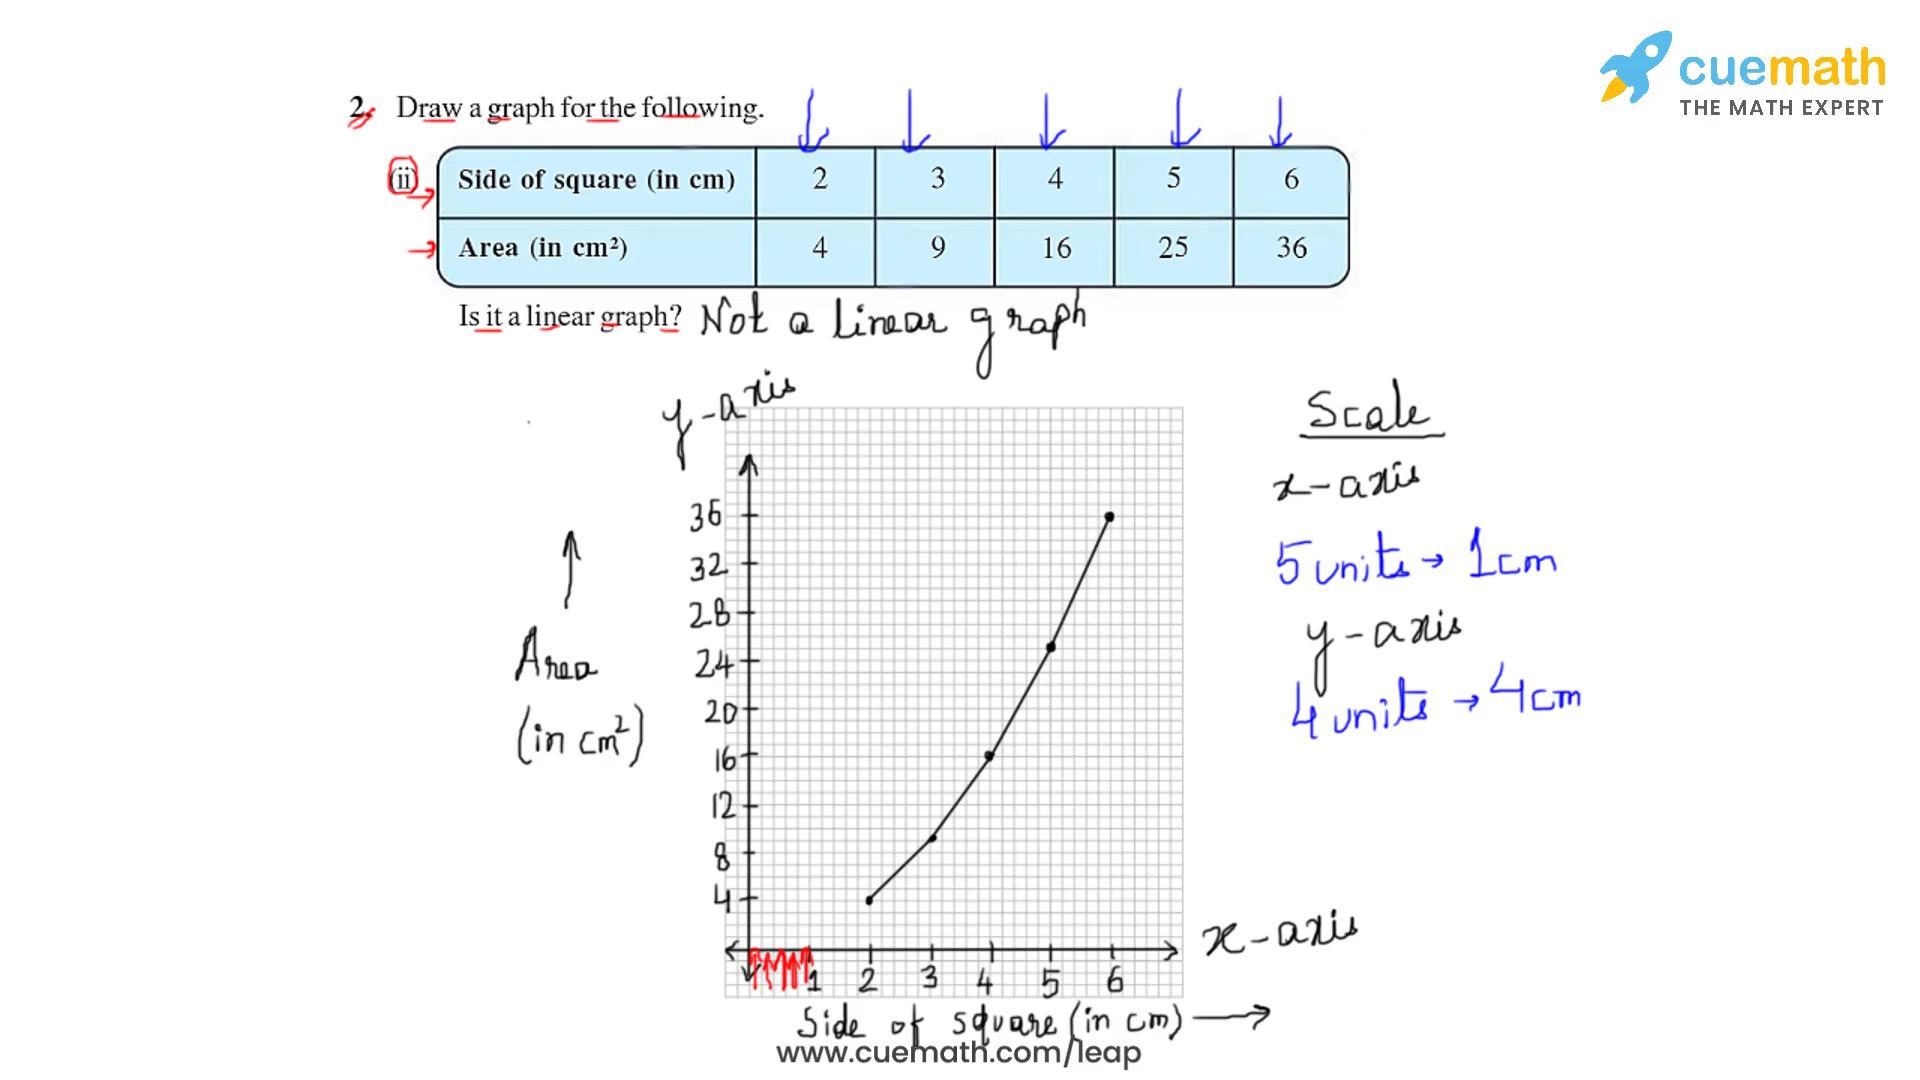 cuemath
THE MATH EXPERT
2. Draw a graph for the following.
(ii) Side of square (in cm) 2 3 4 5 6
Area (in cm²) 4 9 16 25 36
Is it a linear graph? Not a linear graph
y-axis
Scale
x-axis
5 units → 1cm
y-axis
4 units → 4cm
36
32
28
24
20
16
12
8
4
Area
(in cm²)
x-axis
1 2 3 4 5 6
Side of square (in cm)
www.cuemath.com/leap